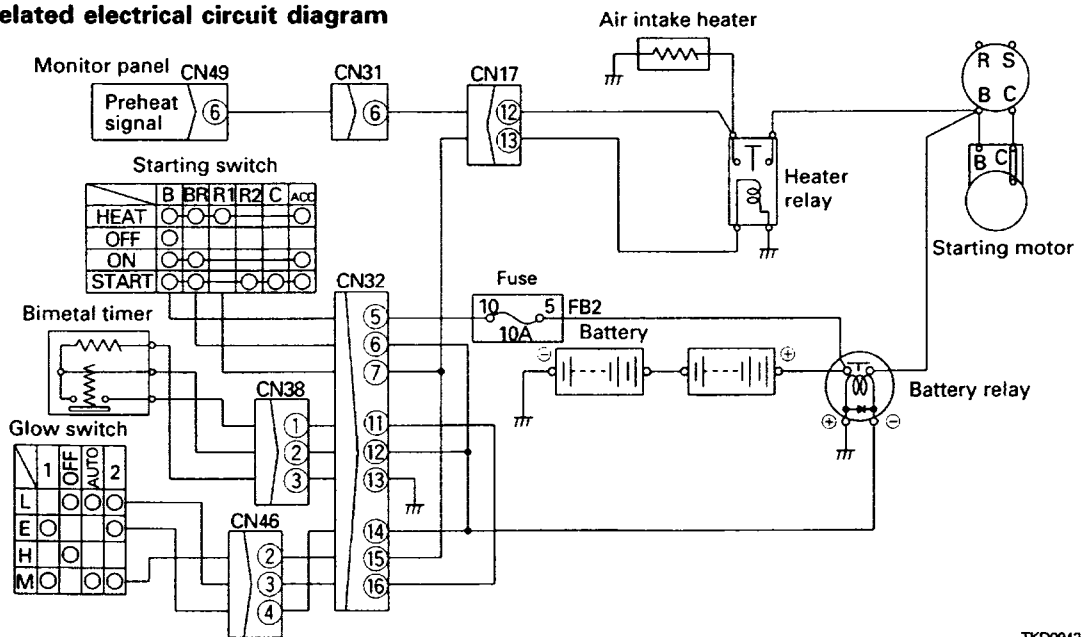 elated electrical circuit diagram
Air intake heater
Monitor panel CN49 CN31 CN17
Preheat signal 6 6 12 13
R S
B C
B C
Starting motor
Heater relay
Starting switch
B BR R1 R2 C ACC
HEAT
OFF
ON
START
CN32
5
6
7
11
12
13
14
15
16
Fuse
10 5 FB2
10A Battery
⊖ ⊕
Battery relay
⊕ ⊖
Bimetal timer
CN38
1
2
3
Glow switch
1 OFF AUTO 2
L
E
H
M
CN46
2
3
4